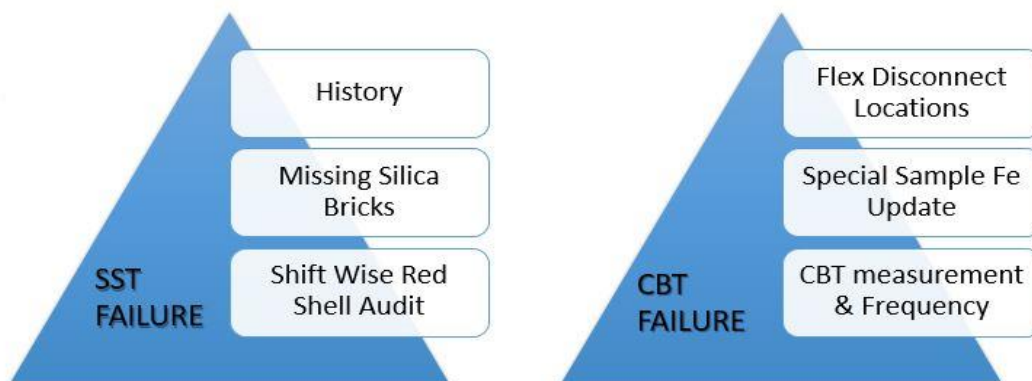 History
Missing Silica
Bricks
Shift Wise Red
Shell Audit
SST
FAILURE
Flex Disconnect
Locations
Special Sample Fe
Update
CBT measurement
& Frequency
CBT
FAILURE